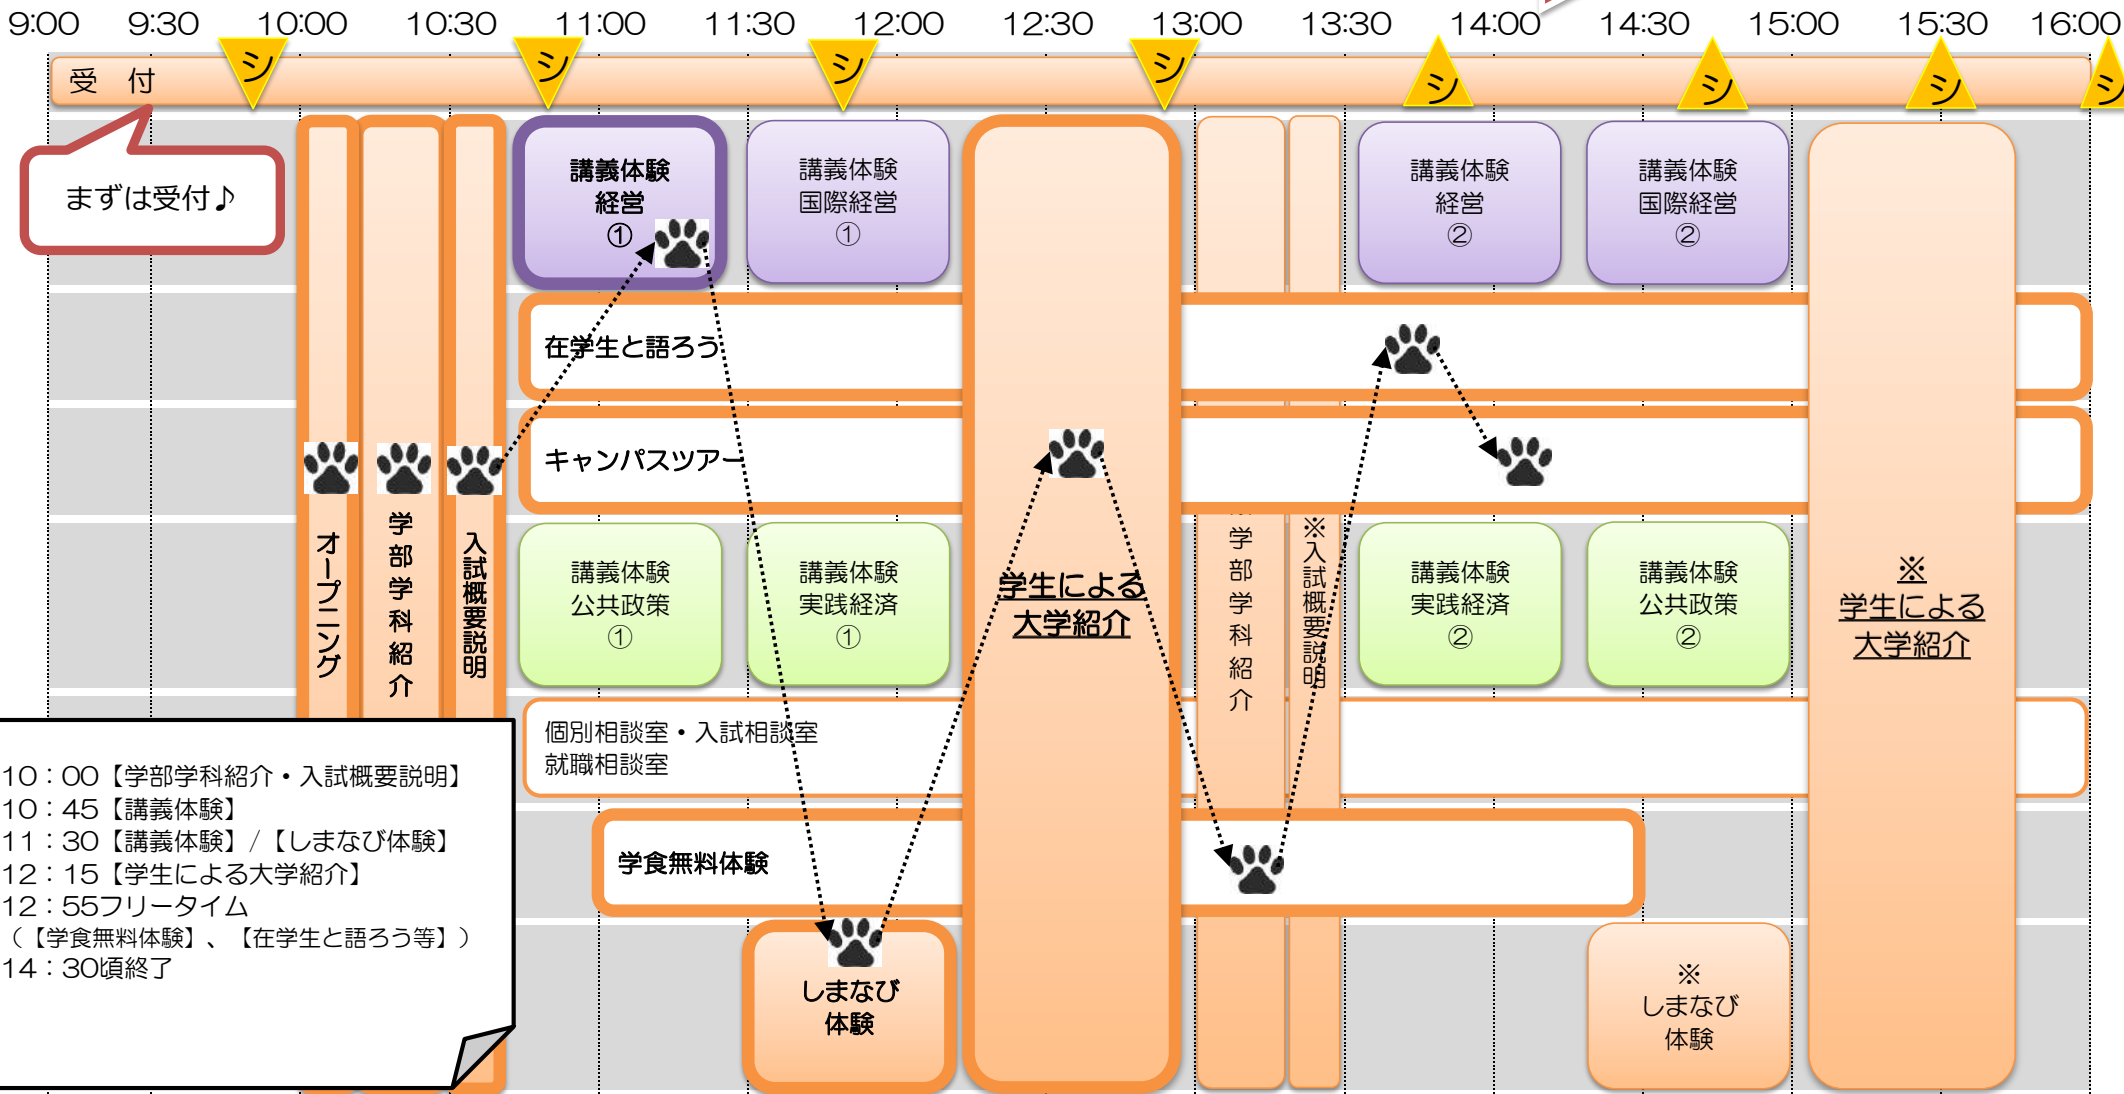 9:00 9:30 10:00 10:30 11:00 11:30 12:00 12:30 13:00 13:30 14:00 14:30 15:00 15:30 16:00
シ シ シ シ シ シ シ シ
受 付
まずは受付♪
講義体験
経営
①
講義体験
国際経営
①
講義体験
経営
②
講義体験
国際経営
②
在学生と語ろう
キャンパスツアー
オープニング
学部学科紹介
入試概要説明
講義体験
公共政策
①
講義体験
実践経済
①
学生による
大学紹介
学部学科紹介
※入試概要説明
講義体験
実践経済
②
講義体験
公共政策
②
※
学生による
大学紹介
個別相談室・入試相談室
就職相談室
学食無料体験
しまなび
体験
※
しまなび
体験
10：00【学部学科紹介・入試概要説明】
10：45【講義体験】
11：30【講義体験】/【しまなび体験】
12：15【学生による大学紹介】
12：55フリータイム
（【学食無料体験】、【在学生と語ろう等】）
14：30頃終了